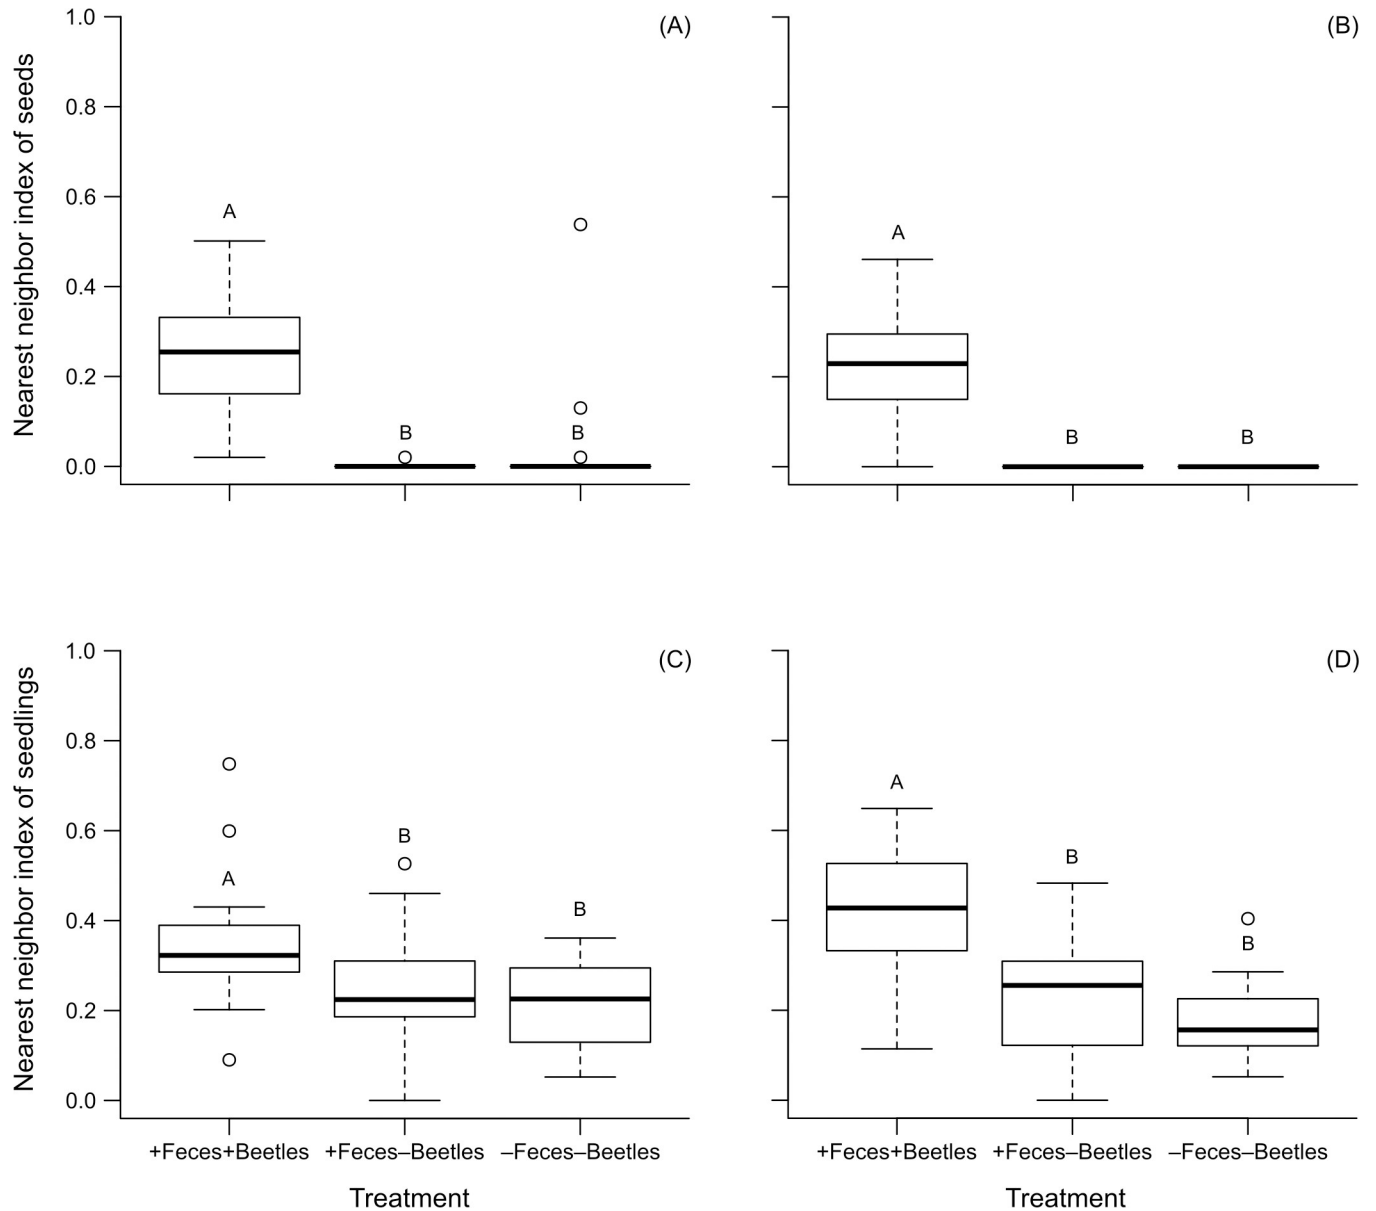 (A)
Nearest neighbor index of seeds
1.0
0.8
0.6
0.4
0.2
0.0
A
B
B
(B)
A
B
B
(C)
Nearest neighbor index of seedlings
1.0
0.8
0.6
0.4
0.2
0.0
A
B
B
+Feces+Beetles +Feces–Beetles –Feces–Beetles
Treatment
(D)
A
B
B
+Feces+Beetles +Feces–Beetles –Feces–Beetles
Treatment